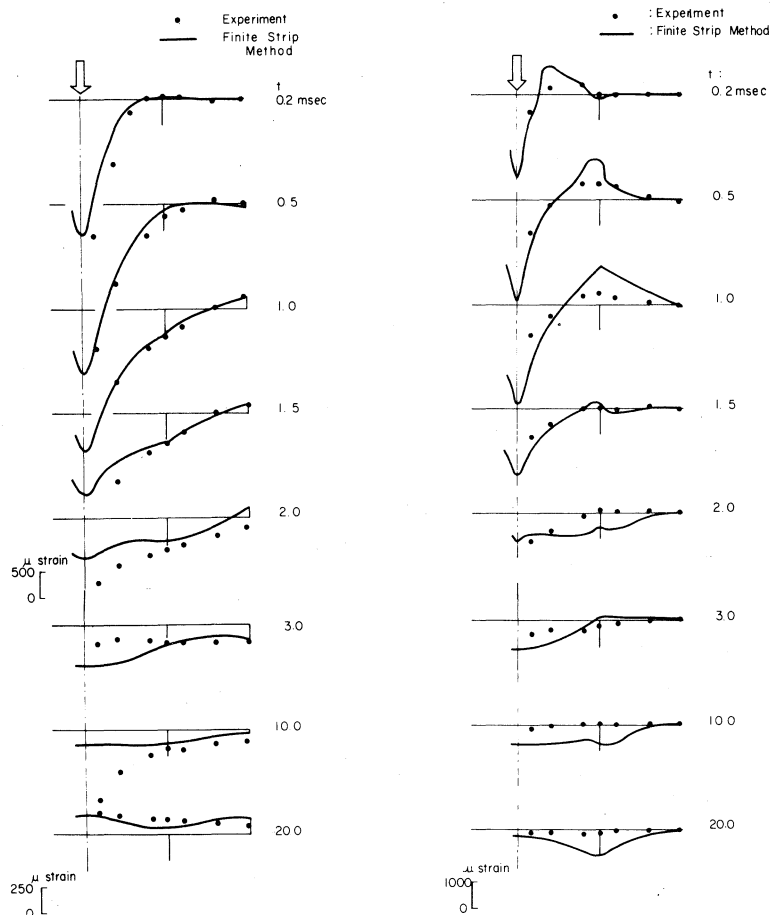 Experiment
Finite Strip
Method
t
0.2 msec
0.5
1.0
1.5
2.0
μ strain
500
0
3.0
10.0
20.0
μ strain
250
0
: Experiment
: Finite Strip Method
t :
0.2 msec
0.5
1.0
1.5
2.0
3.0
10.0
20.0
μ strain
1000
0